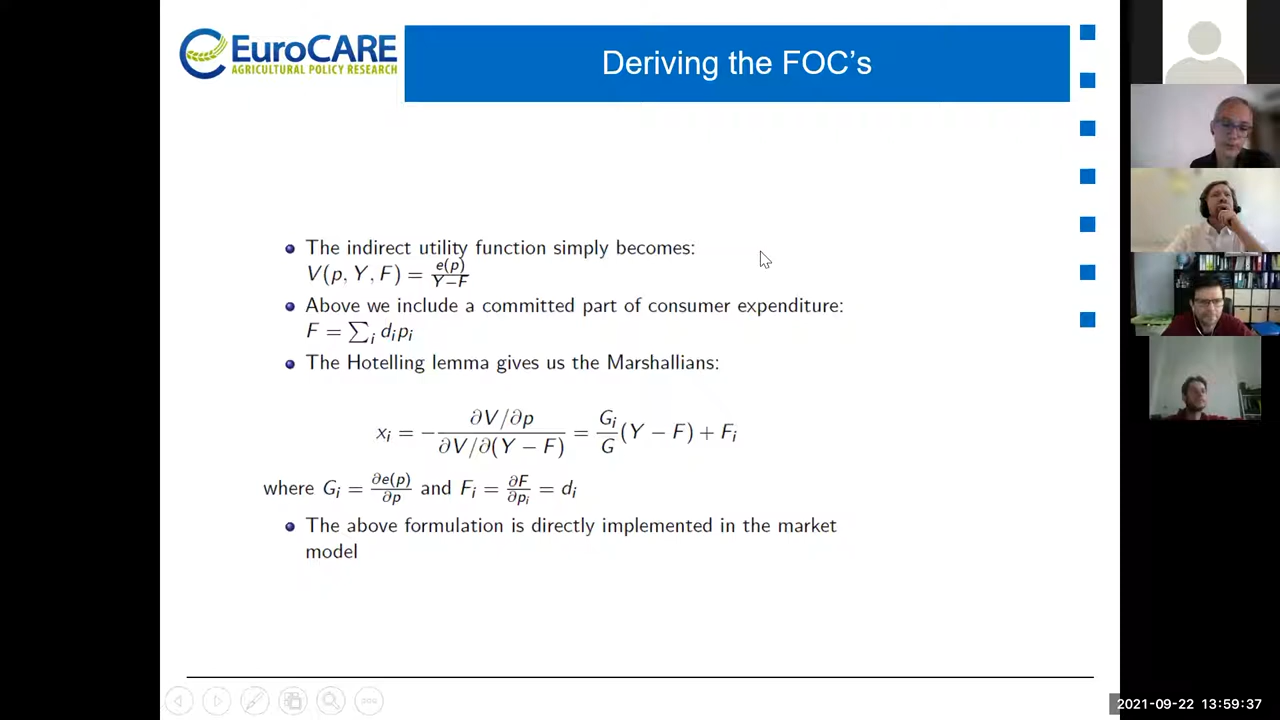 EuroCARE
AGRICULTURAL POLICY RESEARCH
Deriving the FOC's
The indirect utility function simply becomes:
V(p, Y, F) = e(p) / Y−F
Above we include a committed part of consumer expenditure:
F = ∑i dipi
The Hotelling lemma gives us the Marshallians:
xi = − ∂V/∂p / ∂V/∂(Y − F) = Gi / G (Y − F) + Fi
where Gi = ∂e(p) / ∂p and Fi = ∂F / ∂pi = di
The above formulation is directly implemented in the market
model
2021-09-22 13:59:37